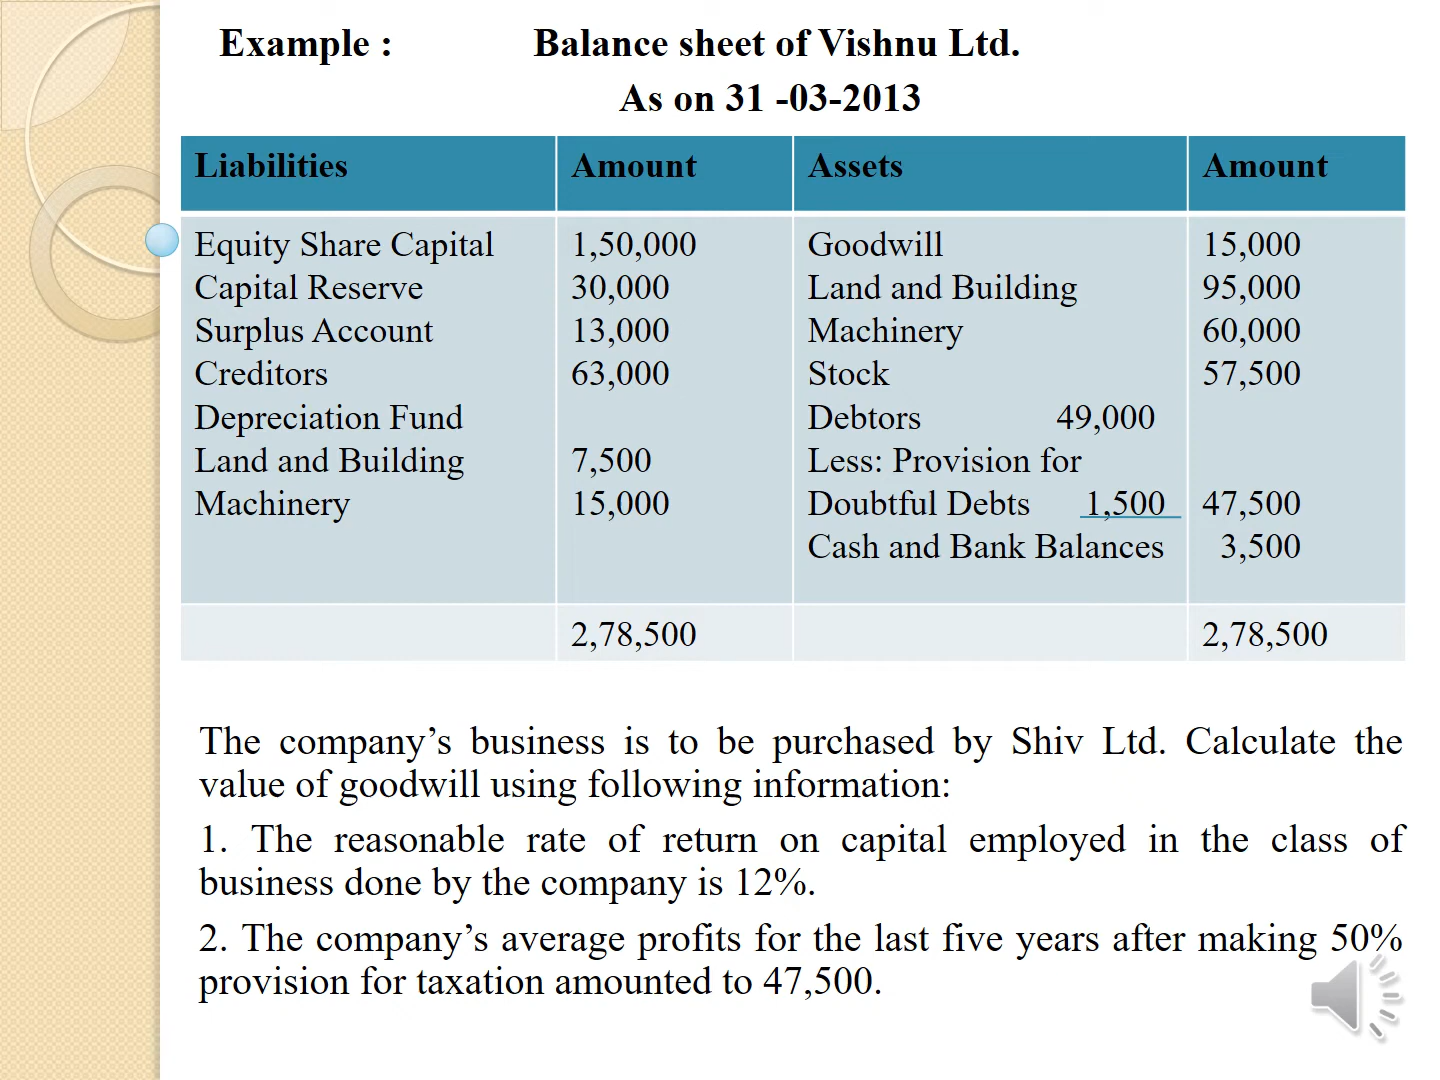 Example : Balance sheet of Vishnu Ltd.
As on 31 -03-2013
Liabilities Amount Assets Amount
Equity Share Capital 1,50,000 Goodwill 15,000
Capital Reserve 30,000 Land and Building 95,000
Surplus Account 13,000 Machinery 60,000
Creditors 63,000 Stock 57,500
Depreciation Fund Debtors 49,000
Land and Building 7,500 Less: Provision for
Machinery 15,000 Doubtful Debts 1,500 47,500
Cash and Bank Balances 3,500
2,78,500 2,78,500
The company’s business is to be purchased by Shiv Ltd. Calculate the
value of goodwill using following information:
1. The reasonable rate of return on capital employed in the class of
business done by the company is 12%.
2. The company’s average profits for the last five years after making 50%
provision for taxation amounted to 47,500.